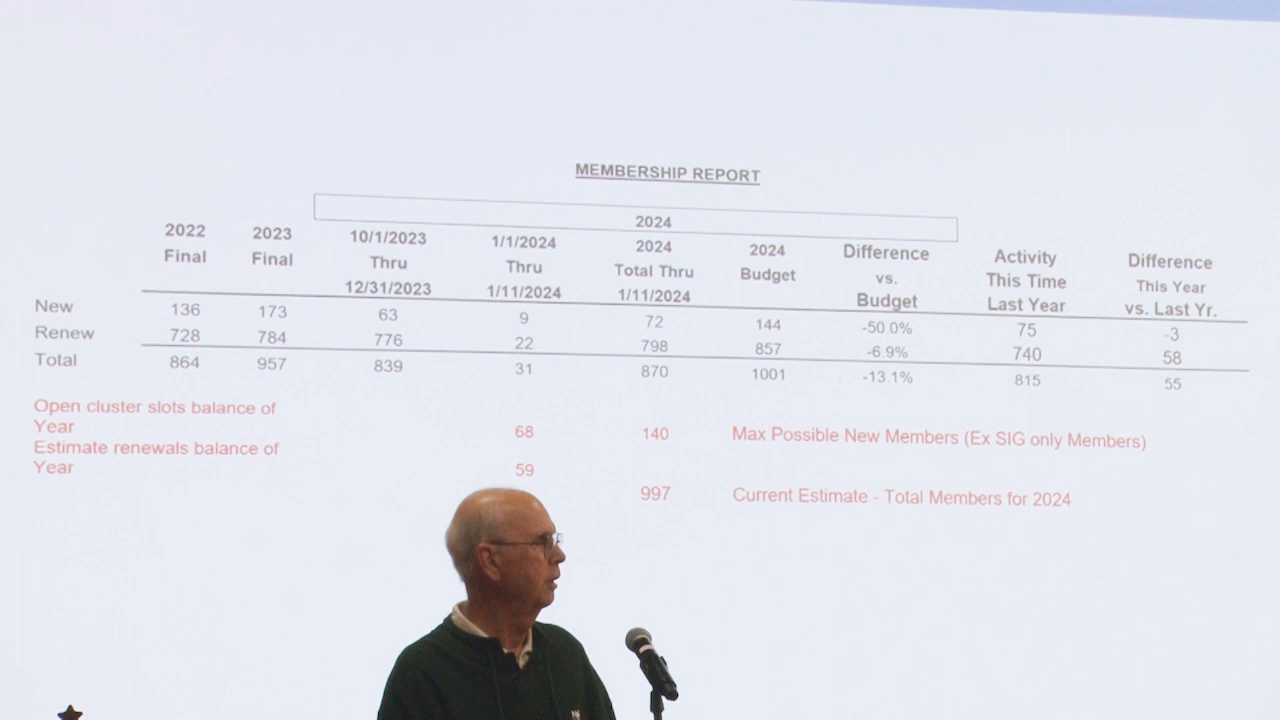 MEMBERSHIP REPORT
2024
2022 Final
2023 Final
10/1/2023 Thru 12/31/2023
1/1/2024 Thru 1/11/2024
2024 Total Thru 1/11/2024
2024 Budget
Difference vs. Budget
Activity This Time Last Year
Difference This Year vs. Last Yr.
New 136 173 63 9 72 144 -50.0% 75 -3
Renew 728 784 776 22 798 857 -6.9% 740 58
Total 864 957 839 31 870 1001 -13.1% 815 55
Open cluster slots balance of
Year 68 140 Max Possible New Members (Ex SIG only Members)
Estimate renewals balance of
Year 59
997 Current Estimate - Total Members for 2024